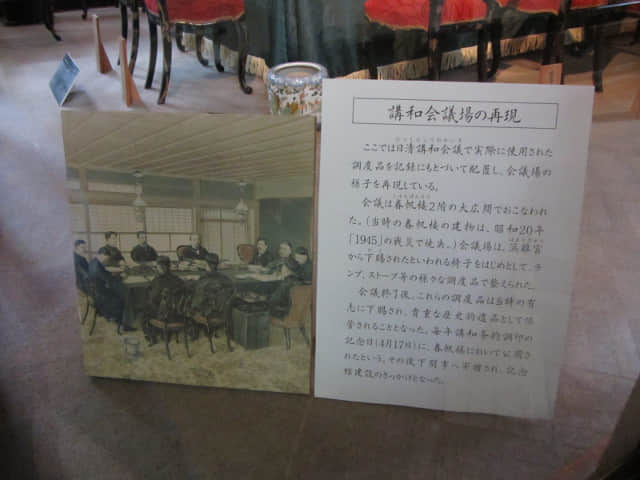 講和会議場の再現
ここでは日清講和会議で実際に使用された
調度品を記録にもとづいて配置し、会議場の
様子を再現している。
会議は春帆楼2階の大広間でおこなわれ
た。(当時の春帆楼の建物は、昭和20年
「1945」の戦災で焼失。)会議場は、浜離宮
から下賜されたといわれる椅子をはじめとして、ラ
ンプ、ストーブ等の様々な調度品で整えられた。
会議終了後、これらの調度品は当時の有
志に下賜され、貴重な歴史的遺品として保
管されることとなった。毎年講和条約調印の
記念日(4月17日)に、春帆楼において公開さ
れたという。その後下関市へ寄贈され、記念
館建設のきっかけとなった。